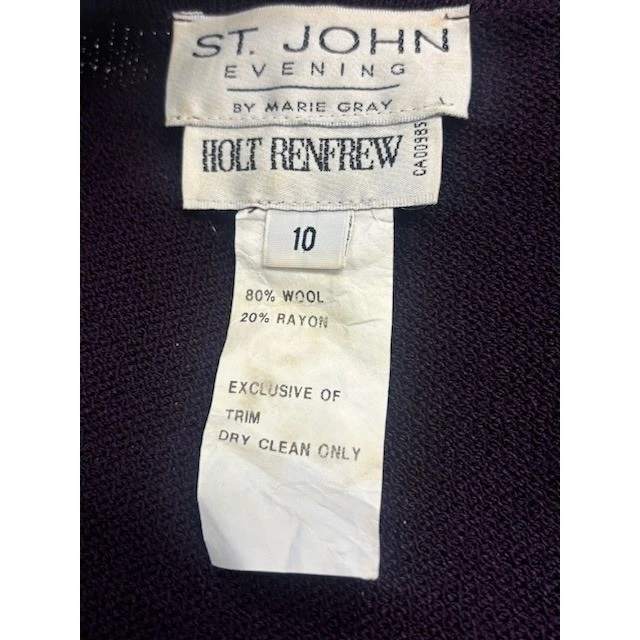 ST. JOHN
EVENING
BY MARIE GRAY
HOLT RENFREW
CA00985
10
80% WOOL
20% RAYON
EXCLUSIVE OF
TRIM
DRY CLEAN ONLY